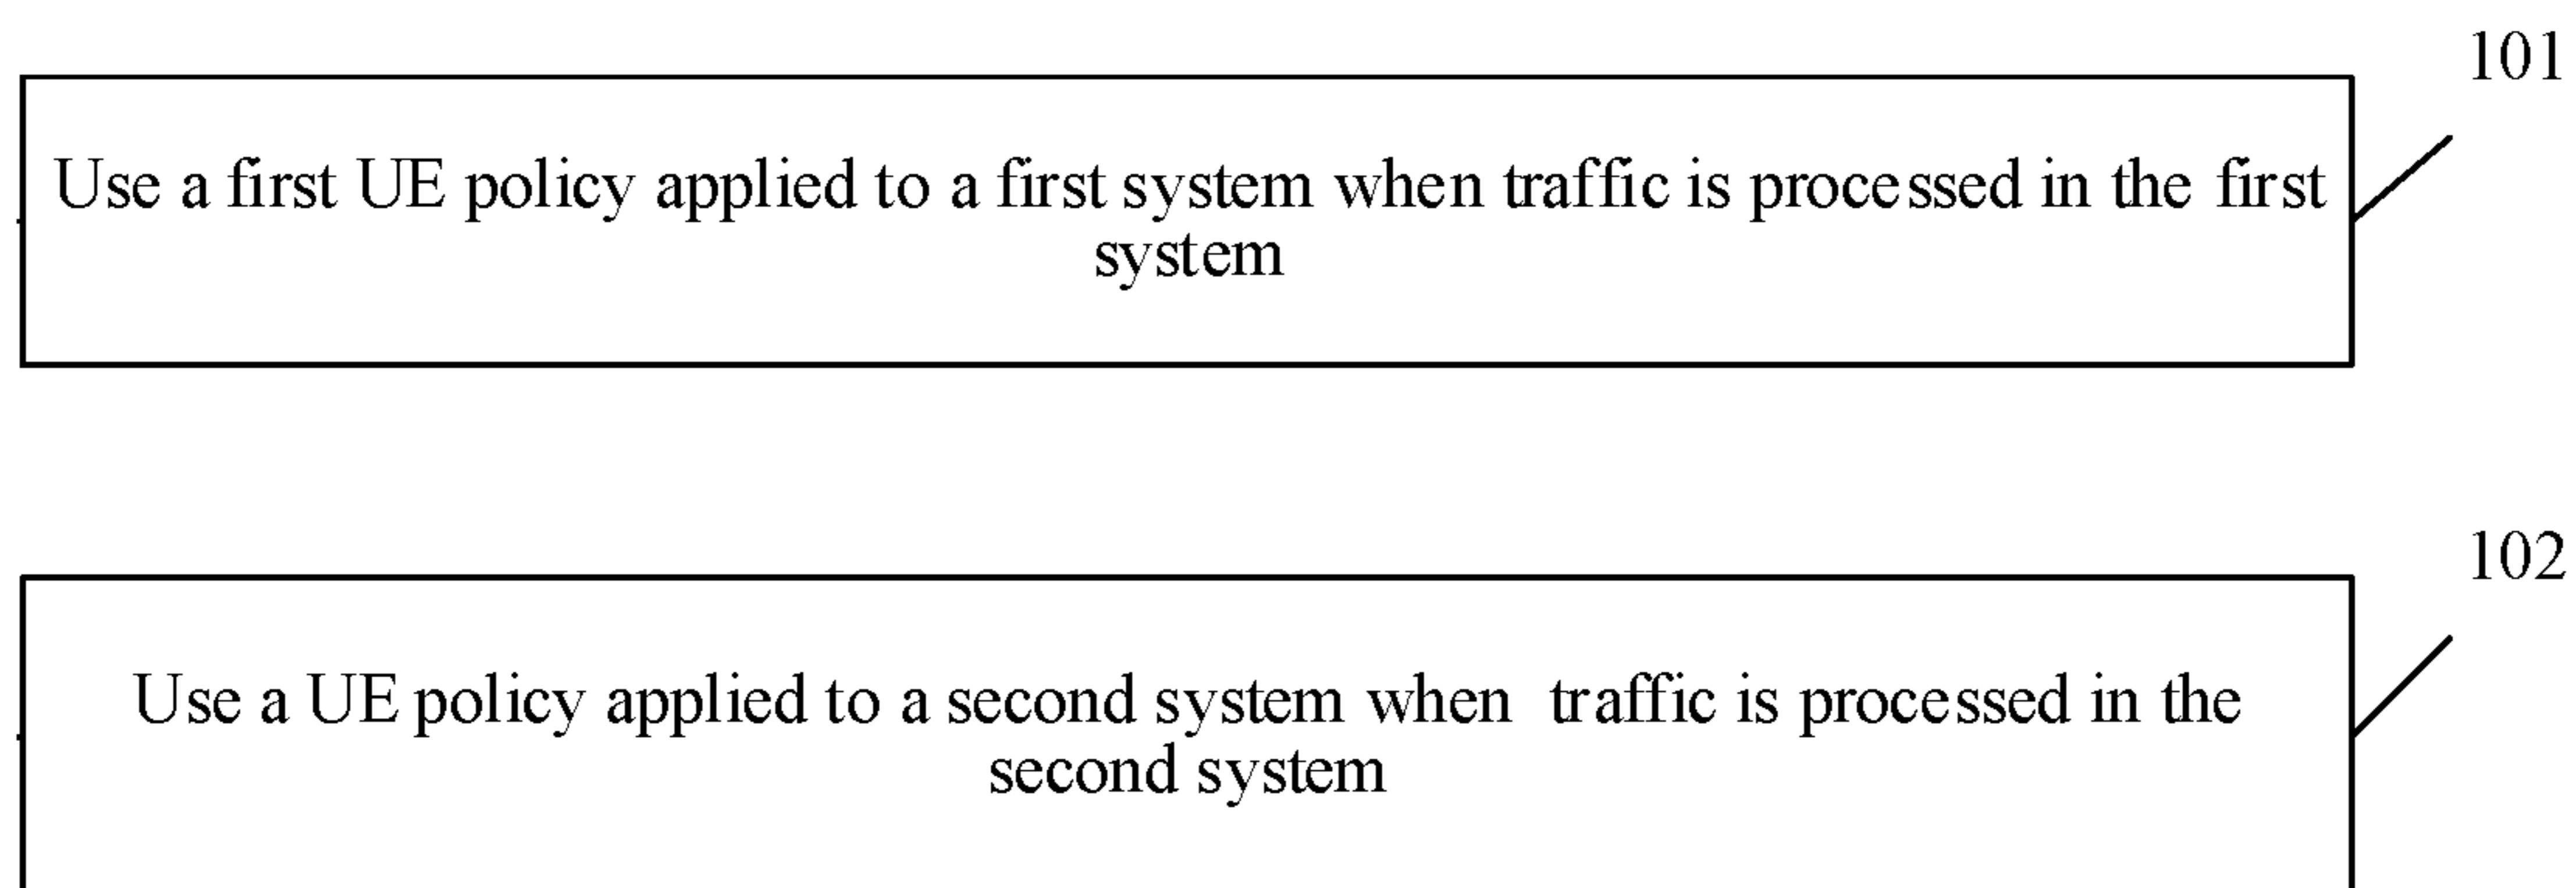 101
Use a first UE policy applied to a first system when traffic is processed in the first
system
102
Use a UE policy applied to a second system when traffic is processed in the
second system